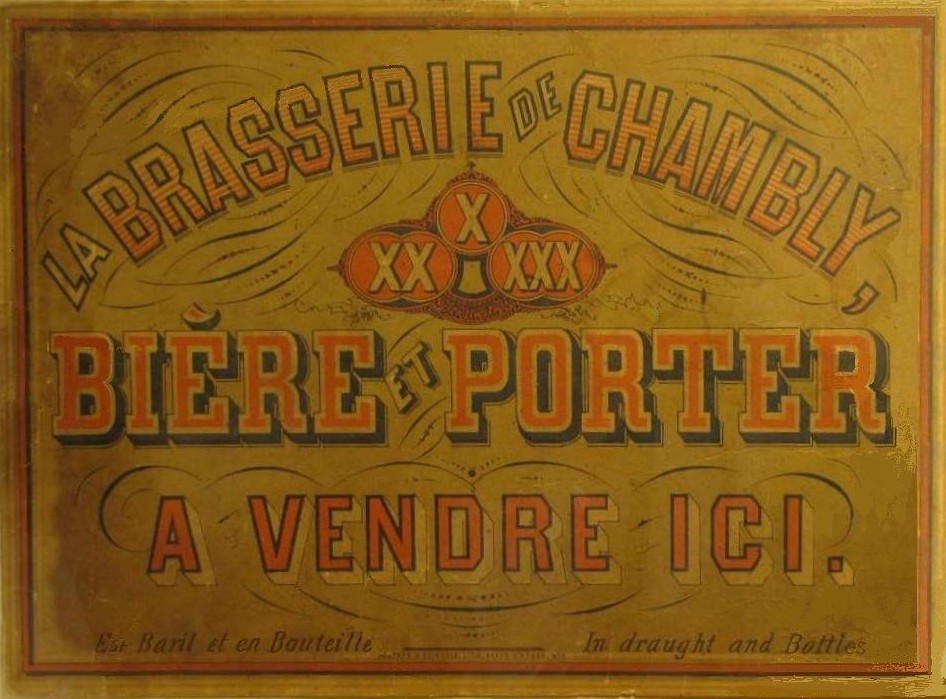 LA BRASSERIE DE CHAMBLY,
X
XX XXX
BIÈRE ET PORTER
A VENDRE ICI.
Est Baril et en Bouteille
In draught and Bottles